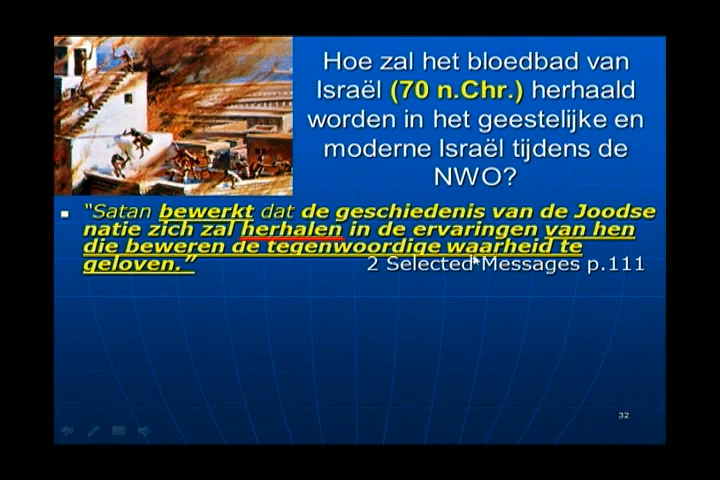 Hoe zal het bloedbad van
Israël (70 n.Chr.) herhaald
worden in het geestelijke en
moderne Israël tijdens de
NWO?
"Satan bewerkt dat de geschiedenis van de Joodse
natie zich zal herhalen in de ervaringen van hen
die beweren de tegenwoordige waarheid te
geloven." 2 Selected Messages p.111
32